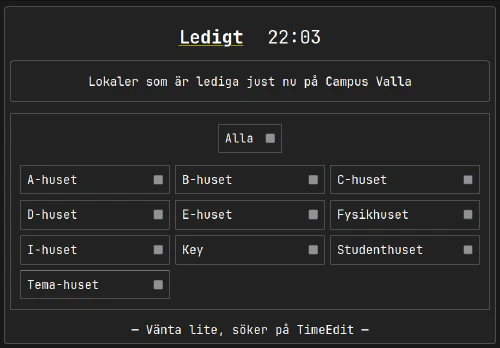 Ledigt 22:03
Lokaler som är lediga just nu på Campus Valla
Alla
A-huset B-huset C-huset
D-huset E-huset Fysikhuset
I-huset Key Studenthuset
Tema-huset
— Vänta lite, söker på TimeEdit —